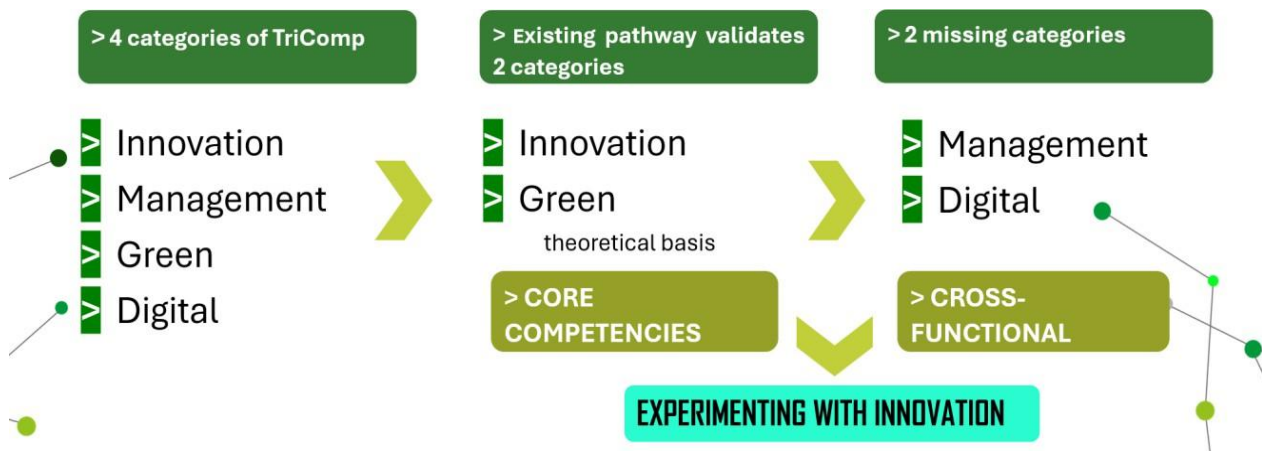 > 4 categories of TriComp
> Innovation
> Management
> Green
> Digital
> Existing pathway validates
2 categories
> Innovation
> Green
theoretical basis
> CORE
COMPETENCIES
> 2 missing categories
> Management
> Digital
> CROSS-
FUNCTIONAL
EXPERIMENTING WITH INNOVATION